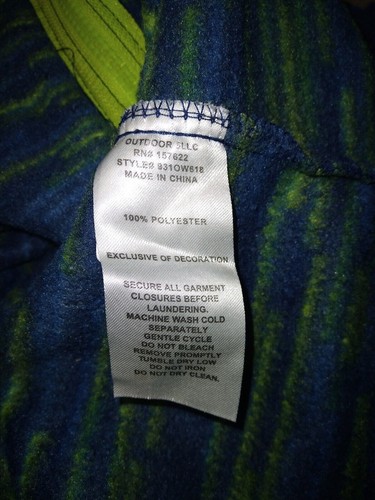 OUTDOOR 5LLC
RN# 157622
STYLE# 931OW818
MADE IN CHINA
100% POLYESTER
EXCLUSIVE OF DECORATION
SECURE ALL GARMENT
CLOSURES BEFORE
LAUNDERING.
MACHINE WASH COLD
SEPARATELY
GENTLE CYCLE
DO NOT BLEACH
REMOVE PROMPTLY
TUMBLE DRY LOW
DO NOT IRON
DO NOT DRY CLEAN.